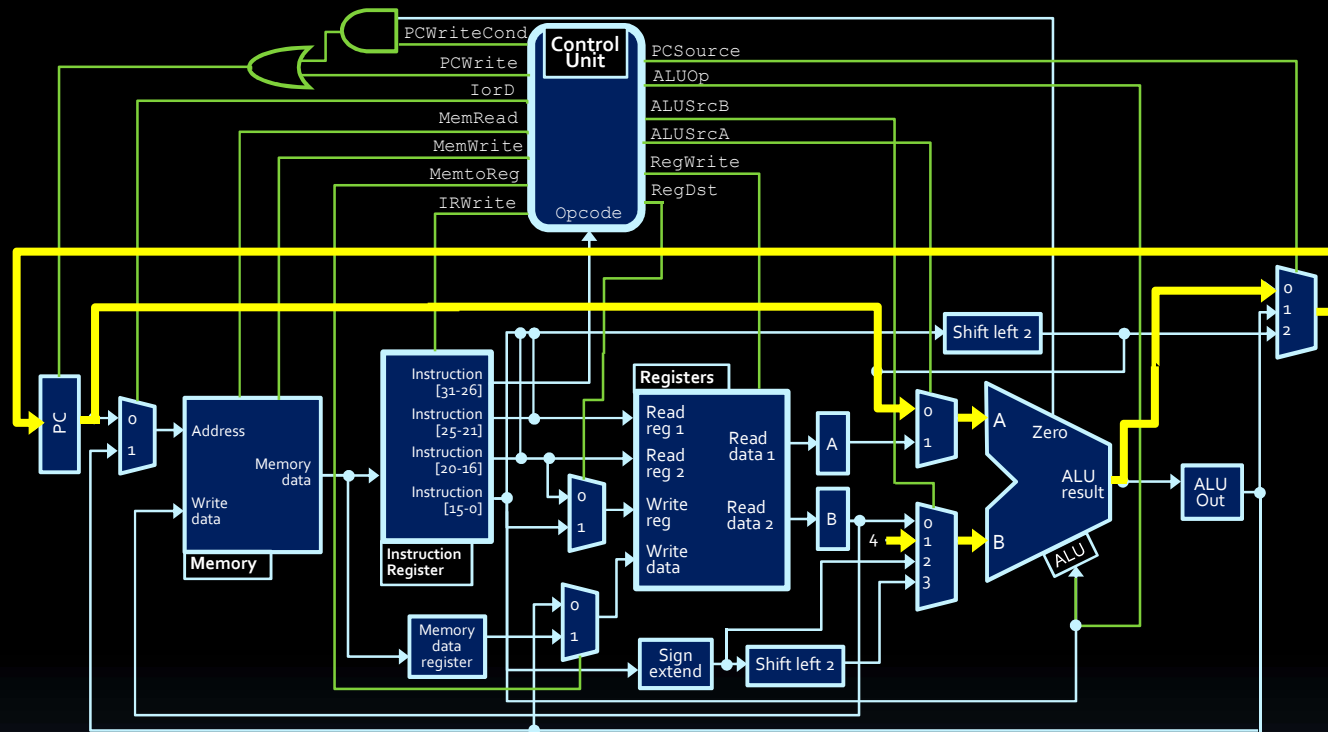 PCWriteCond
PCWrite
IorD
MemRead
MemWrite
MemtoReg
IRWrite
Control
Unit
Opcode
PCSource
ALUOp
ALUSrcB
ALUSrcA
RegWrite
RegDst
PC
0
1
Address
Memory
data
Write
data
Memory
Instruction
[31-26]
Instruction
[25-21]
Instruction
[20-16]
Instruction
[15-0]
Instruction
Register
Memory
data
register
0
1
0
1
Registers
Read
reg 1
Read
reg 2
Write
reg
Write
data
Read
data 1
Read
data 2
A
B
Sign
extend
Shift left 2
Shift left 2
0
1
4
0
1
2
3
A
B
Zero
ALU
result
ALU
ALU
Out
0
1
2